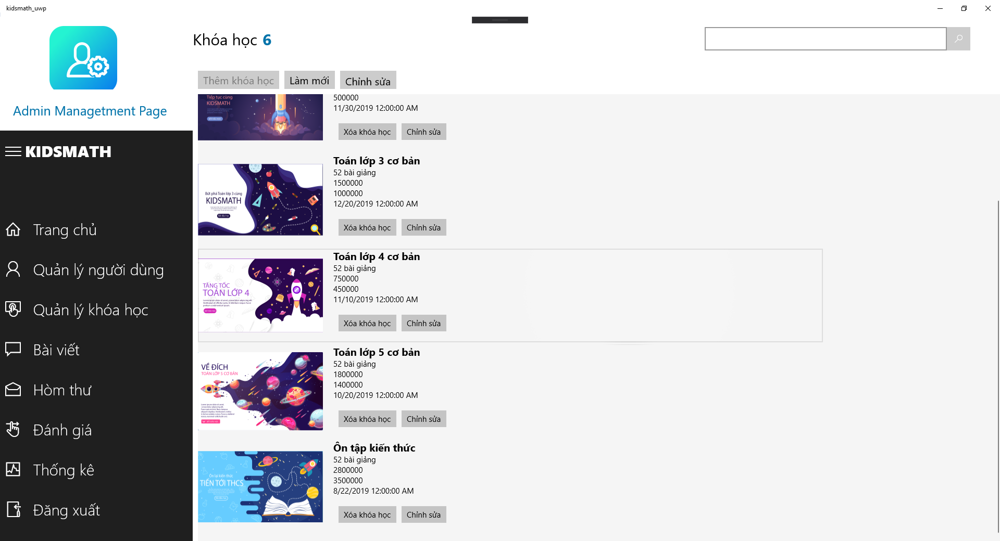 kidsmath_uwp
Khóa học 6
Admin Managetment Page
Thêm khóa học
Làm mới
Chỉnh sửa
KIDSMATH
Trang chủ
Quản lý người dùng
Quản lý khóa học
Bài viết
Hòm thư
Đánh giá
Thống kê
Đăng xuất
Tiếp tục cùng
KIDSMATH
500000
11/30/2019 12:00:00 AM
Xóa khóa học
Chỉnh sửa
Bứt phá Toán lớp 3 cùng
KIDSMATH
Bắt đầu học
Toán lớp 3 cơ bản
52 bài giảng
1500000
1000000
12/20/2019 12:00:00 AM
Xóa khóa học
Chỉnh sửa
TĂNG TỐC
TOÁN LỚP 4
Toán lớp 4 cơ bản
52 bài giảng
750000
450000
11/10/2019 12:00:00 AM
Xóa khóa học
Chỉnh sửa
VỀ ĐÍCH
TOÁN LỚP 5 CƠ BẢN
Toán lớp 5 cơ bản
52 bài giảng
1800000
1400000
10/20/2019 12:00:00 AM
Xóa khóa học
Chỉnh sửa
Ôn lại kiến thức
TIẾN TỚI THCS
Bắt đầu học
Ôn tập kiến thức
52 bài giảng
2800000
3500000
8/22/2019 12:00:00 AM
Xóa khóa học
Chỉnh sửa